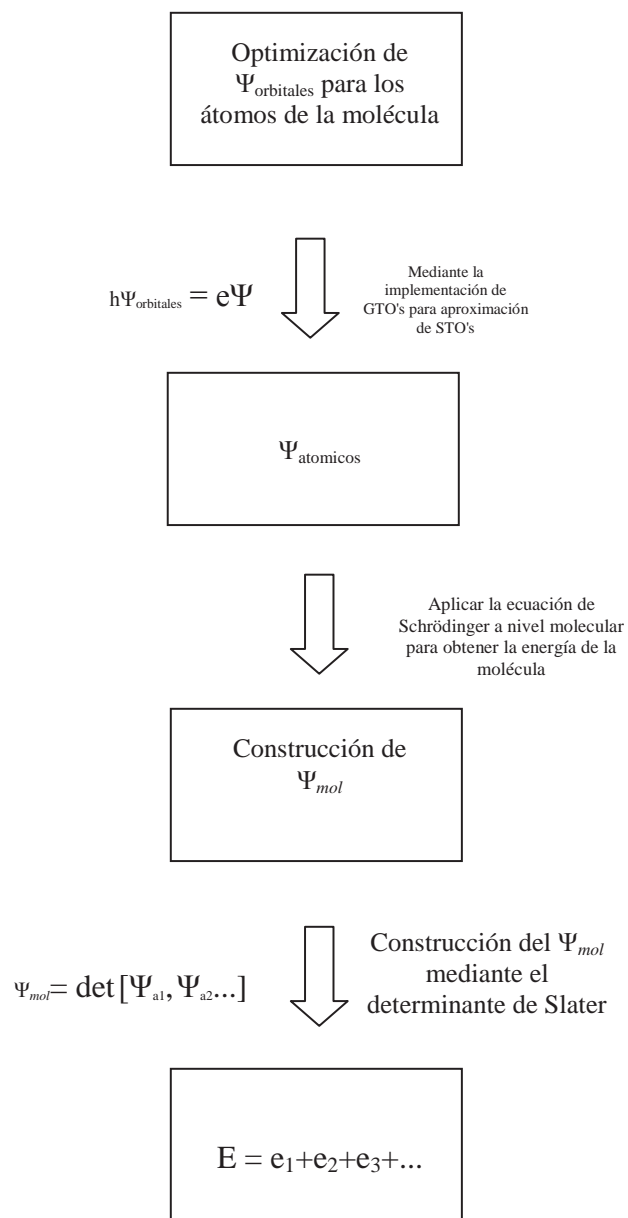 Optimización de
Ψorbitales para los
átomos de la molécula
hΨorbitales = eΨ
Mediante la
implementación de
GTO's para aproximación
de STO's
Ψatomicos
Aplicar la ecuación de
Schrödinger a nivel molecular
para obtener la energía de la
molécula
Construcción de
Ψmol
Ψmol= det[Ψa1, Ψa2...]
Construcción del Ψmol
mediante el
determinante de Slater
E = e1+e2+e3+...